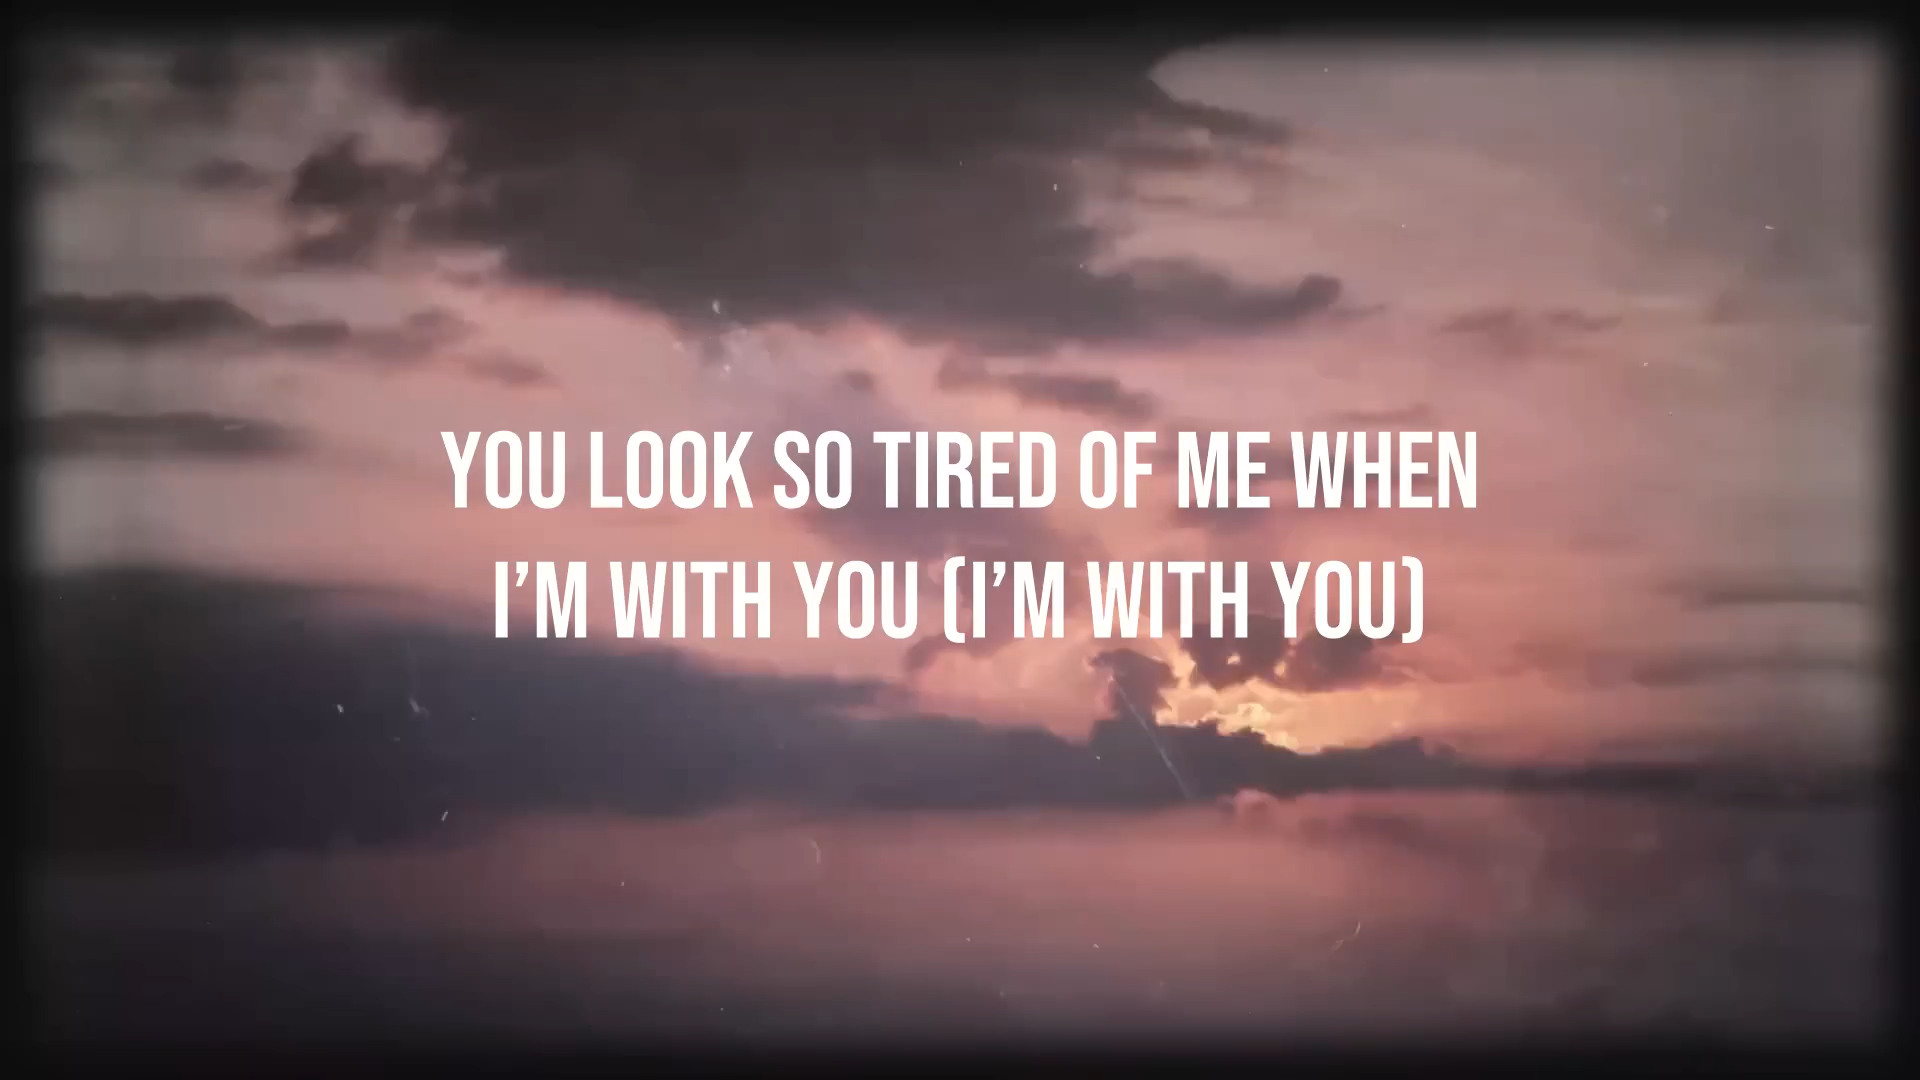 YOU LOOK SO TIRED OF ME WHEN
I’M WITH YOU (I’M WITH YOU)